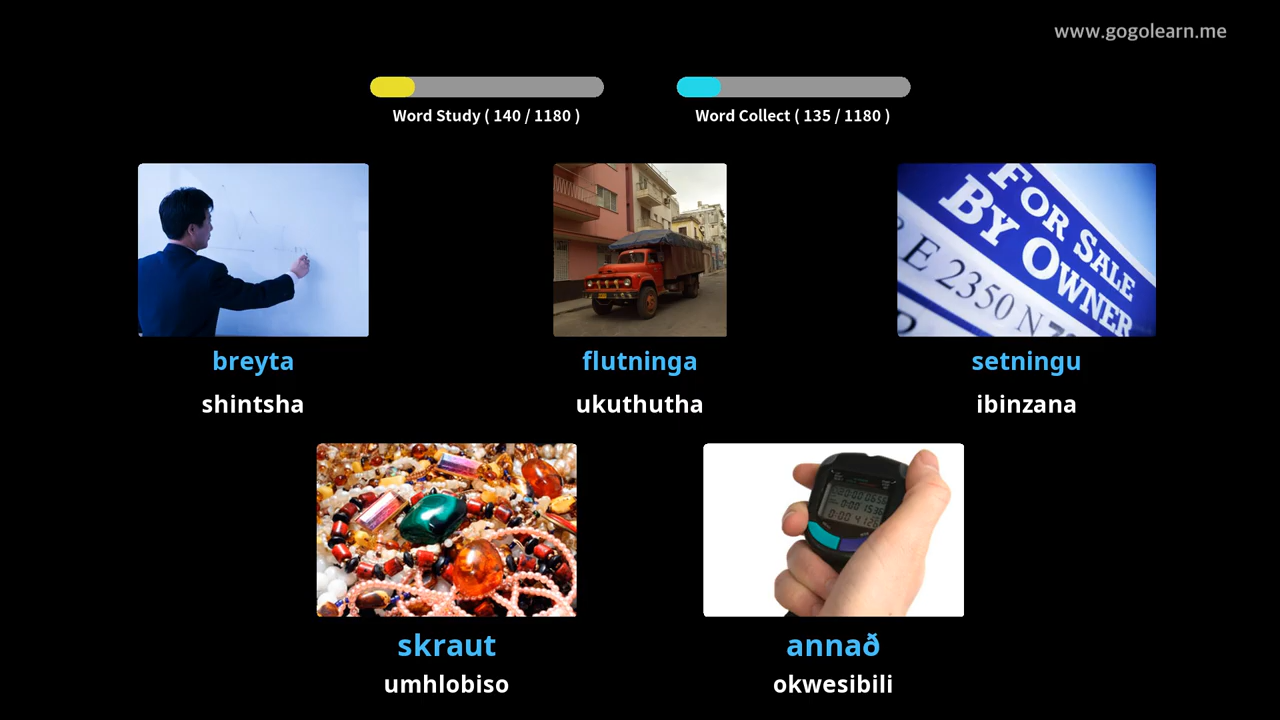 www.gogolearn.me
Word Study ( 140 / 1180 )
Word Collect ( 135 / 1180 )
FOR SALE
BY OWNER
E 2350 N
breyta
flutninga
setningu
shintsha
ukuthutha
ibinzana
skraut
annað
umhlobiso
okwesibili